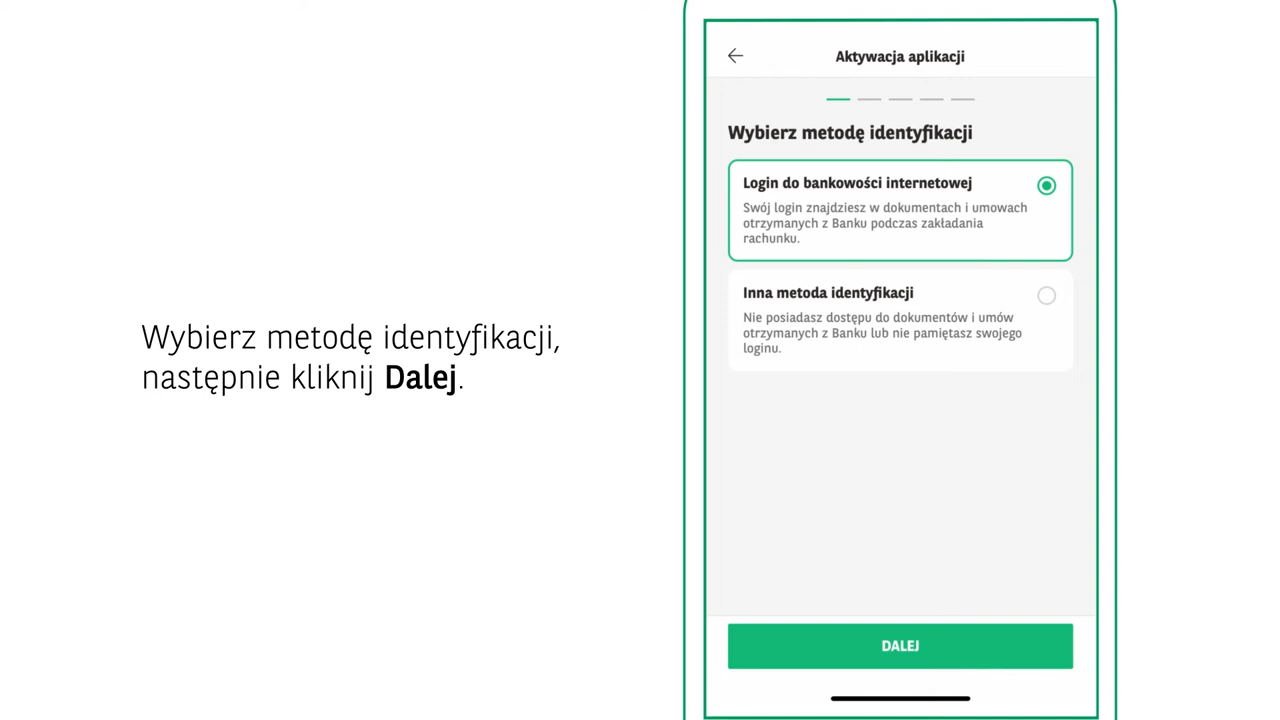 Wybierz metodę identyfikacji,
następnie kliknij Dalej.
Aktywacja aplikacji
Wybierz metodę identyfikacji
Login do bankowości internetowej
Swój login znajdziesz w dokumentach i umowach
otrzymanych z Banku podczas zakładania
rachunku.
Inna metoda identyfikacji
Nie posiadasz dostępu do dokumentów i umów
otrzymanych z Banku lub nie pamiętasz swojego
loginu.
DALEJ